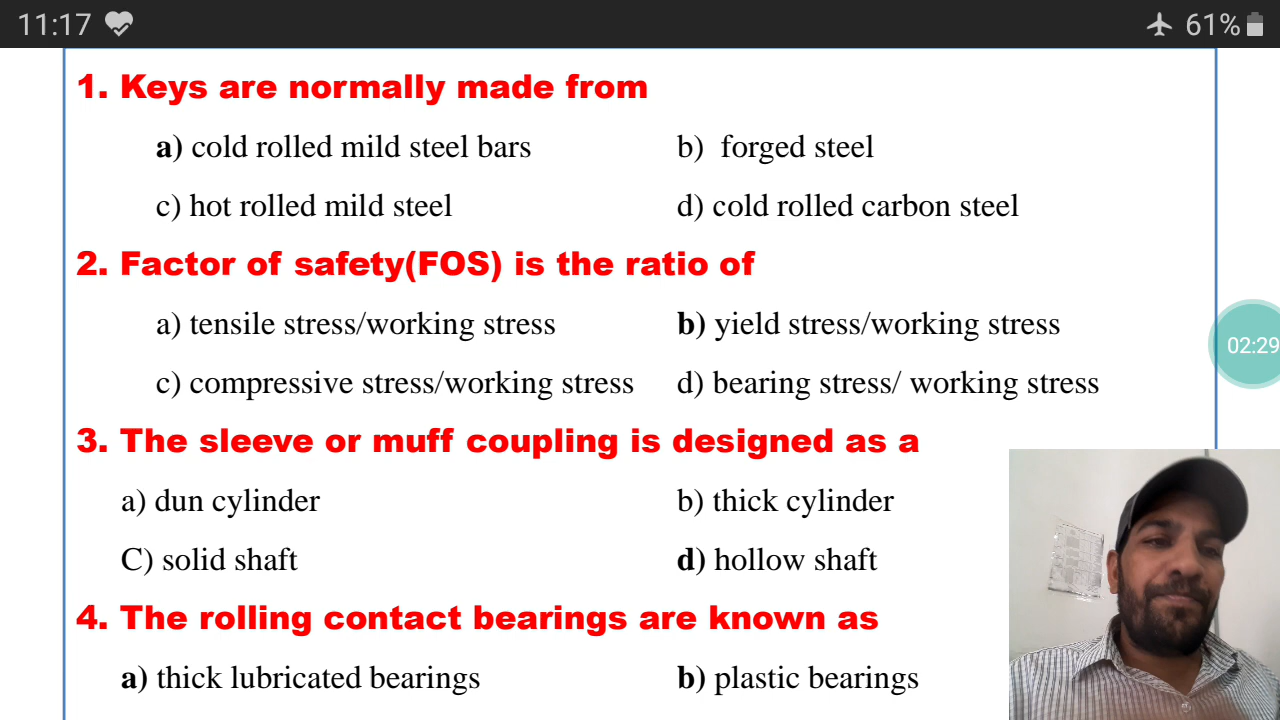 11:17 61%
1. Keys are normally made from
a) cold rolled mild steel bars b) forged steel
c) hot rolled mild steel d) cold rolled carbon steel
2. Factor of safety(FOS) is the ratio of
a) tensile stress/working stress b) yield stress/working stress
c) compressive stress/working stress d) bearing stress/ working stress
02:29
3. The sleeve or muff coupling is designed as a
a) dun cylinder b) thick cylinder
C) solid shaft d) hollow shaft
4. The rolling contact bearings are known as
a) thick lubricated bearings b) plastic bearings